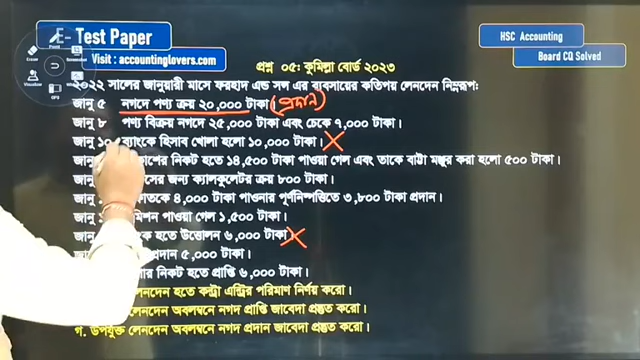 E- Test Paper
Visit : accountinglovers.com
HSC Accounting
Board CQ Solved
প্রশ্ন ০৫: কুমিল্লা বোর্ড ২০২৩
২০২২ সালের জানুয়ারী মাসে ফরহাদ এন্ড সন্স এর ব্যবসায়ের কতিপয় লেনদেন নিম্নরূপ:
জানু ৫ নগদে পণ্য ক্রয় ২০,০০০ টাকা। (প্রদান)
জানু ৮ পণ্য বিক্রয় নগদে ২৫,০০০ টাকা এবং চেকে ৭,০০০ টাকা।
জানু ১০ ব্যাংকে হিসাব খোলা হলো ১০,০০০ টাকা।
জানু নিকট হতে ১৪,৫০০ টাকা পাওয়া গেল এবং তাকে বাট্টা মঞ্জুর করা হলো ৫০০ টাকা।
জানু জন্য ক্যালকুলেটর ক্রয় ৮০০ টাকা।
জানু ৪,০০০ টাকা পাওনার পূর্ণনিষ্পত্তিতে ৩,৮০০ টাকা প্রদান।
জানু পাওয়া গেল ১,৫০০ টাকা।
জানু হতে উত্তোলন ৬,০০০ টাকা।
প্রদান ৫,০০০ টাকা।
নিকট হতে প্রাপ্তি ৬,০০০ টাকা।
লেনদেন হতে কন্ট্রা এন্ট্রির পরিমাণ নির্ণয় করো।
লেনদেন অবলম্বনে নগদ প্রাপ্তি জাবেদা প্রস্তুত করো।
গ. উপর্যুক্ত লেনদেন অবলম্বনে নগদ প্রদান জাবেদা প্রস্তুত করো।